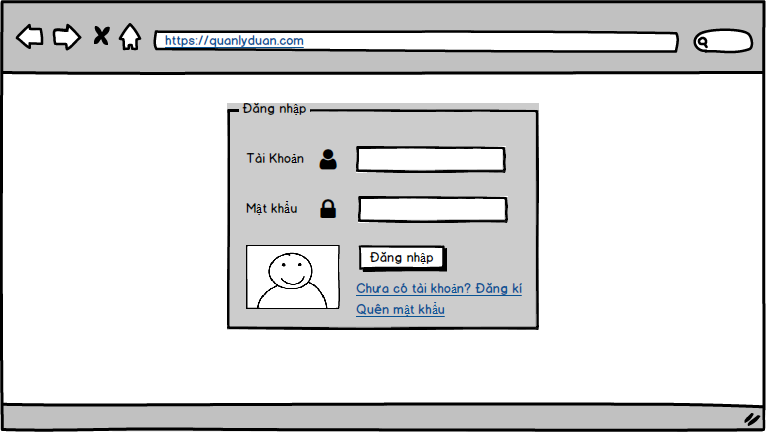 https://quanlyduan.com
Đăng nhập
Tài Khoản
Mật khẩu
Đăng nhập
Chưa có tài khoản? Đăng kí
Quên mật khẩu